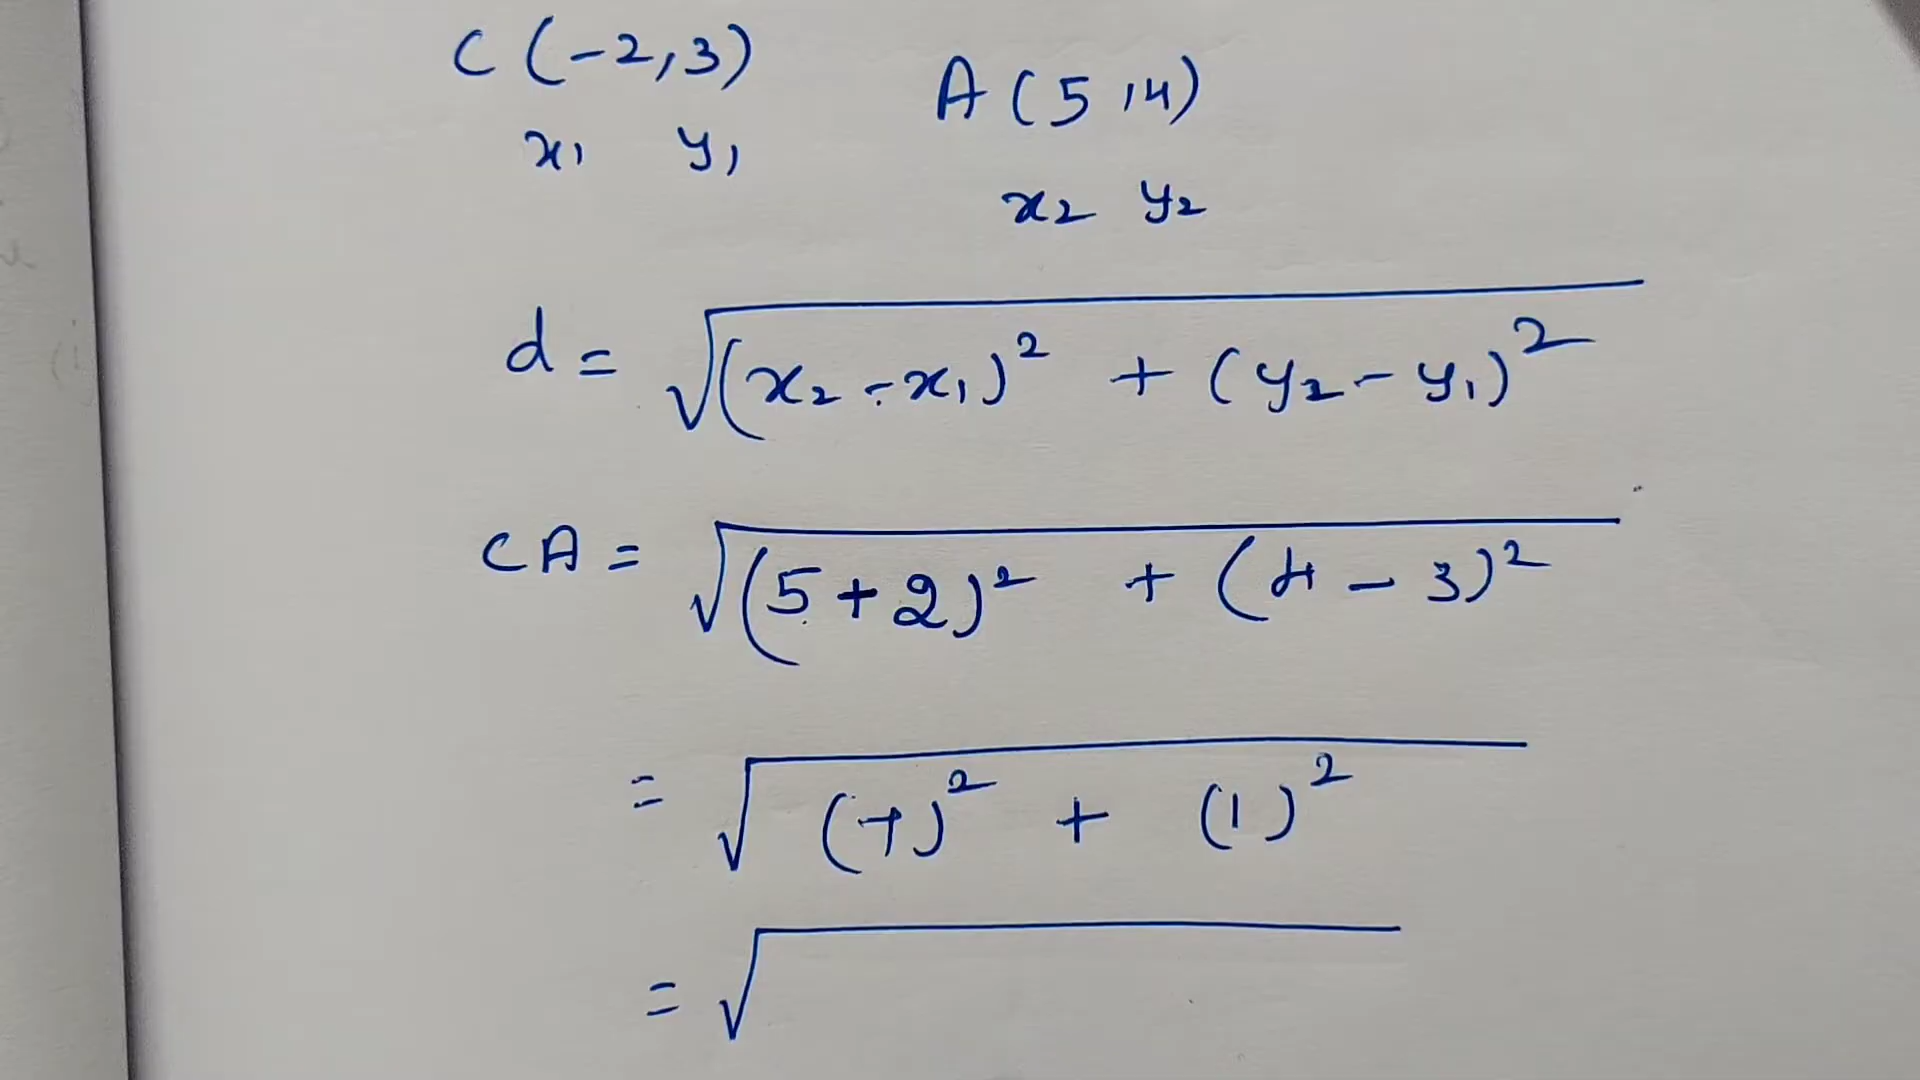 C (-2,3) A (5,4)
x₁ y₁ x₂ y₂
d = √(x₂-x₁)² + (y₂-y₁)²
CA = √(5+2)² + (4-3)²
= √(7)² + (1)²
= √